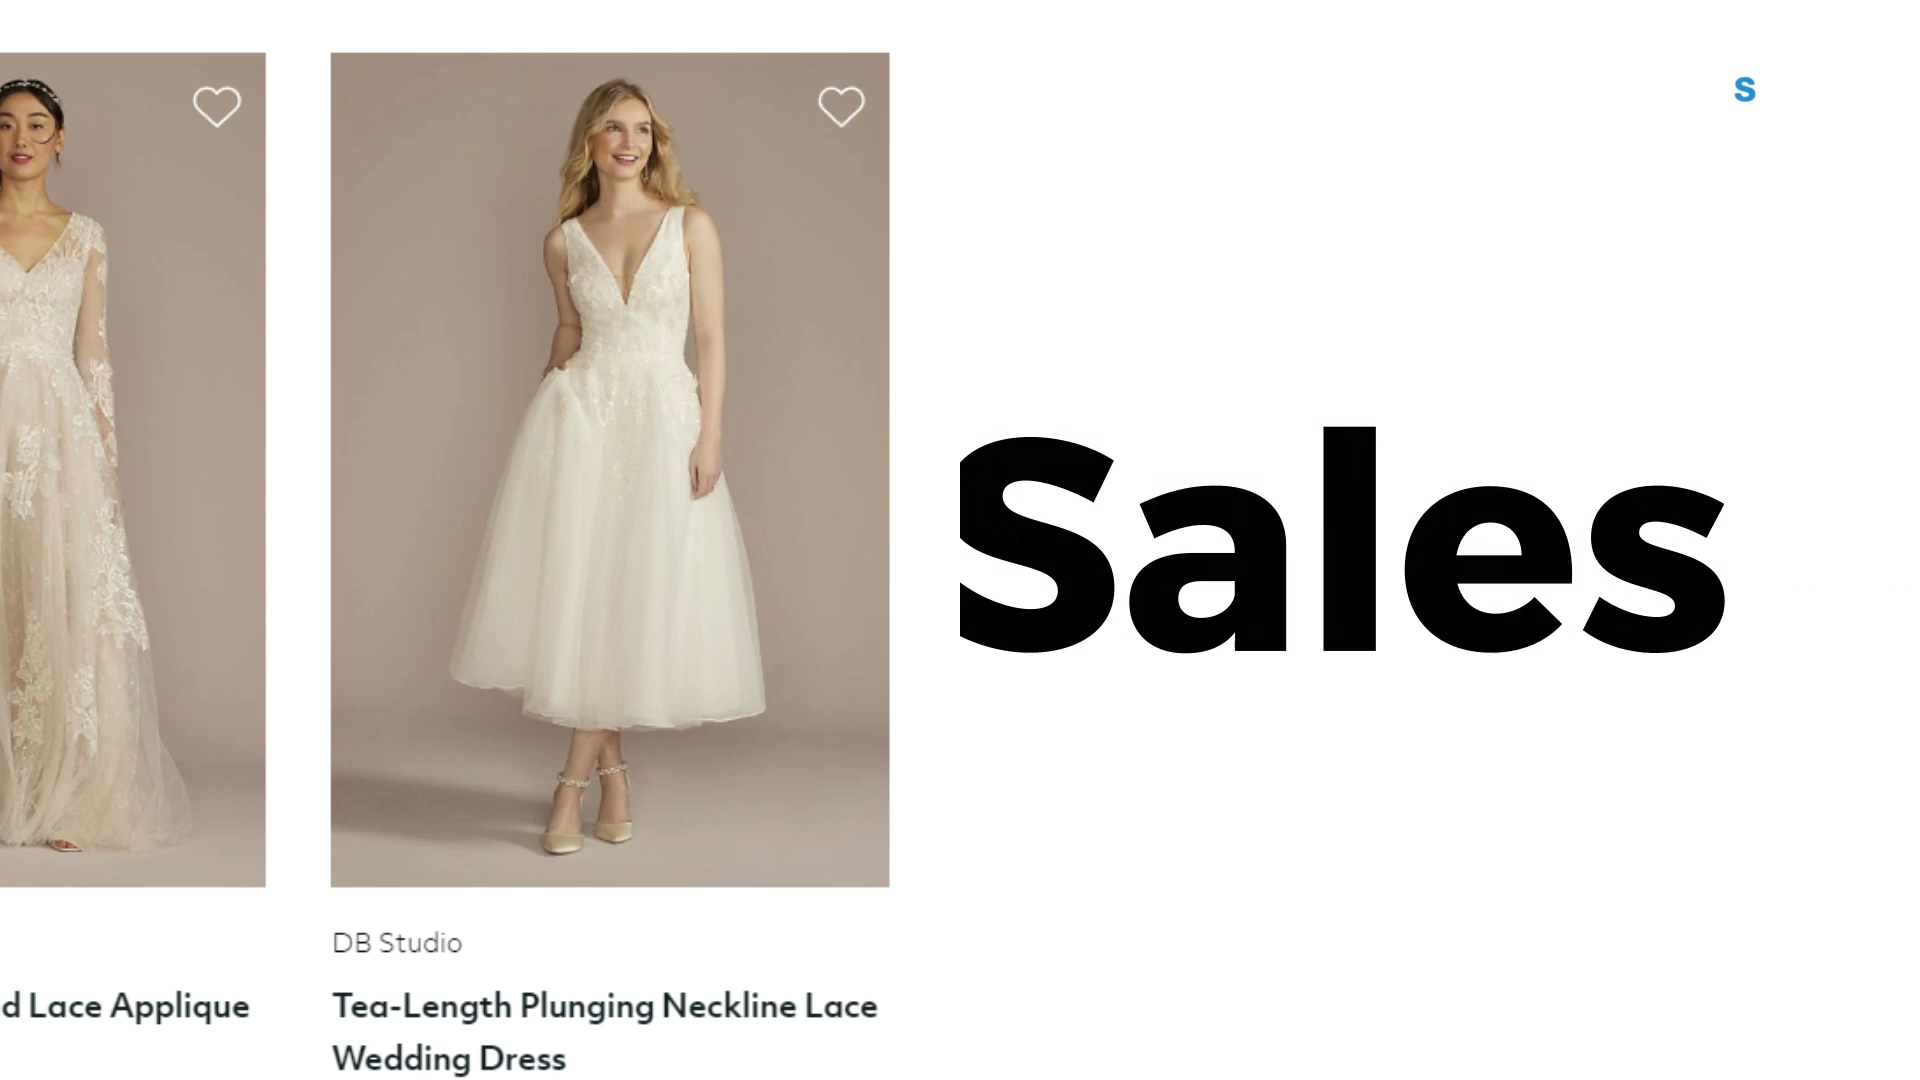 s
Sales
DB Studio
d Lace Applique
Tea-Length Plunging Neckline Lace
Wedding Dress